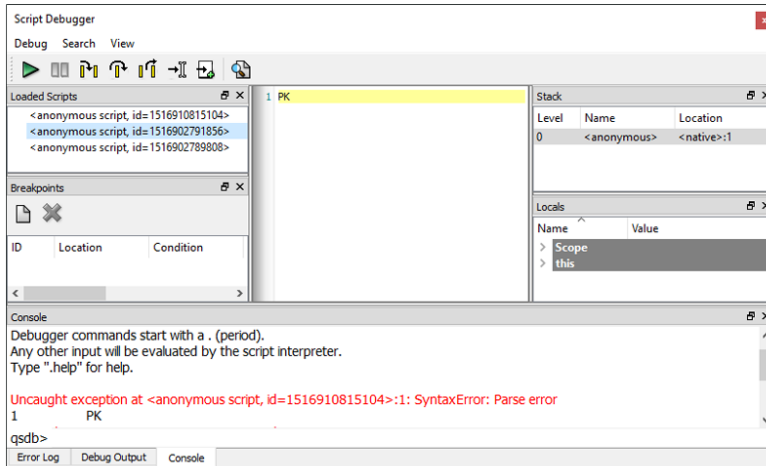 Script Debugger
Debug Search View
Loaded Scripts
<anonymous script, id=1516910815104>
<anonymous script, id=1516902791856>
<anonymous script, id=1516902789808>
Breakpoints
ID Location Condition
1 PK
Stack
Level Name Location
0 <anonymous> <native>:1
Locals
Name Value
Scope
this
Console
Debugger commands start with a . (period).
Any other input will be evaluated by the script interpreter.
Type ".help" for help.
Uncaught exception at <anonymous script, id=1516910815104>:1: SyntaxError: Parse error
1 PK
qsdb>
Error Log Debug Output Console